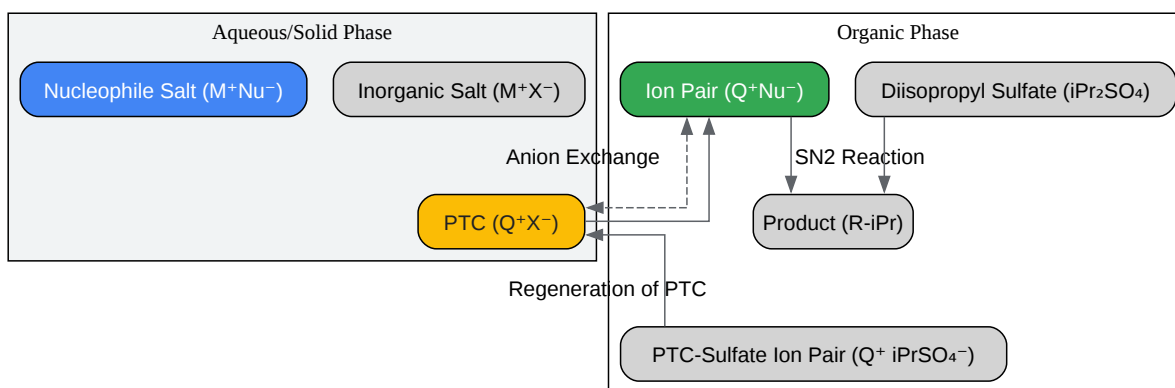 Aqueous/Solid Phase
Organic Phase
Nucleophile Salt (M⁺Nu⁻)
Inorganic Salt (M⁺X⁻)
Ion Pair (Q⁺Nu⁻)
Diisopropyl Sulfate (iPr₂SO₄)
Anion Exchange
SN2 Reaction
PTC (Q⁺X⁻)
Product (R-iPr)
Regeneration of PTC
PTC-Sulfate Ion Pair (Q⁺ iPrSO₄⁻)